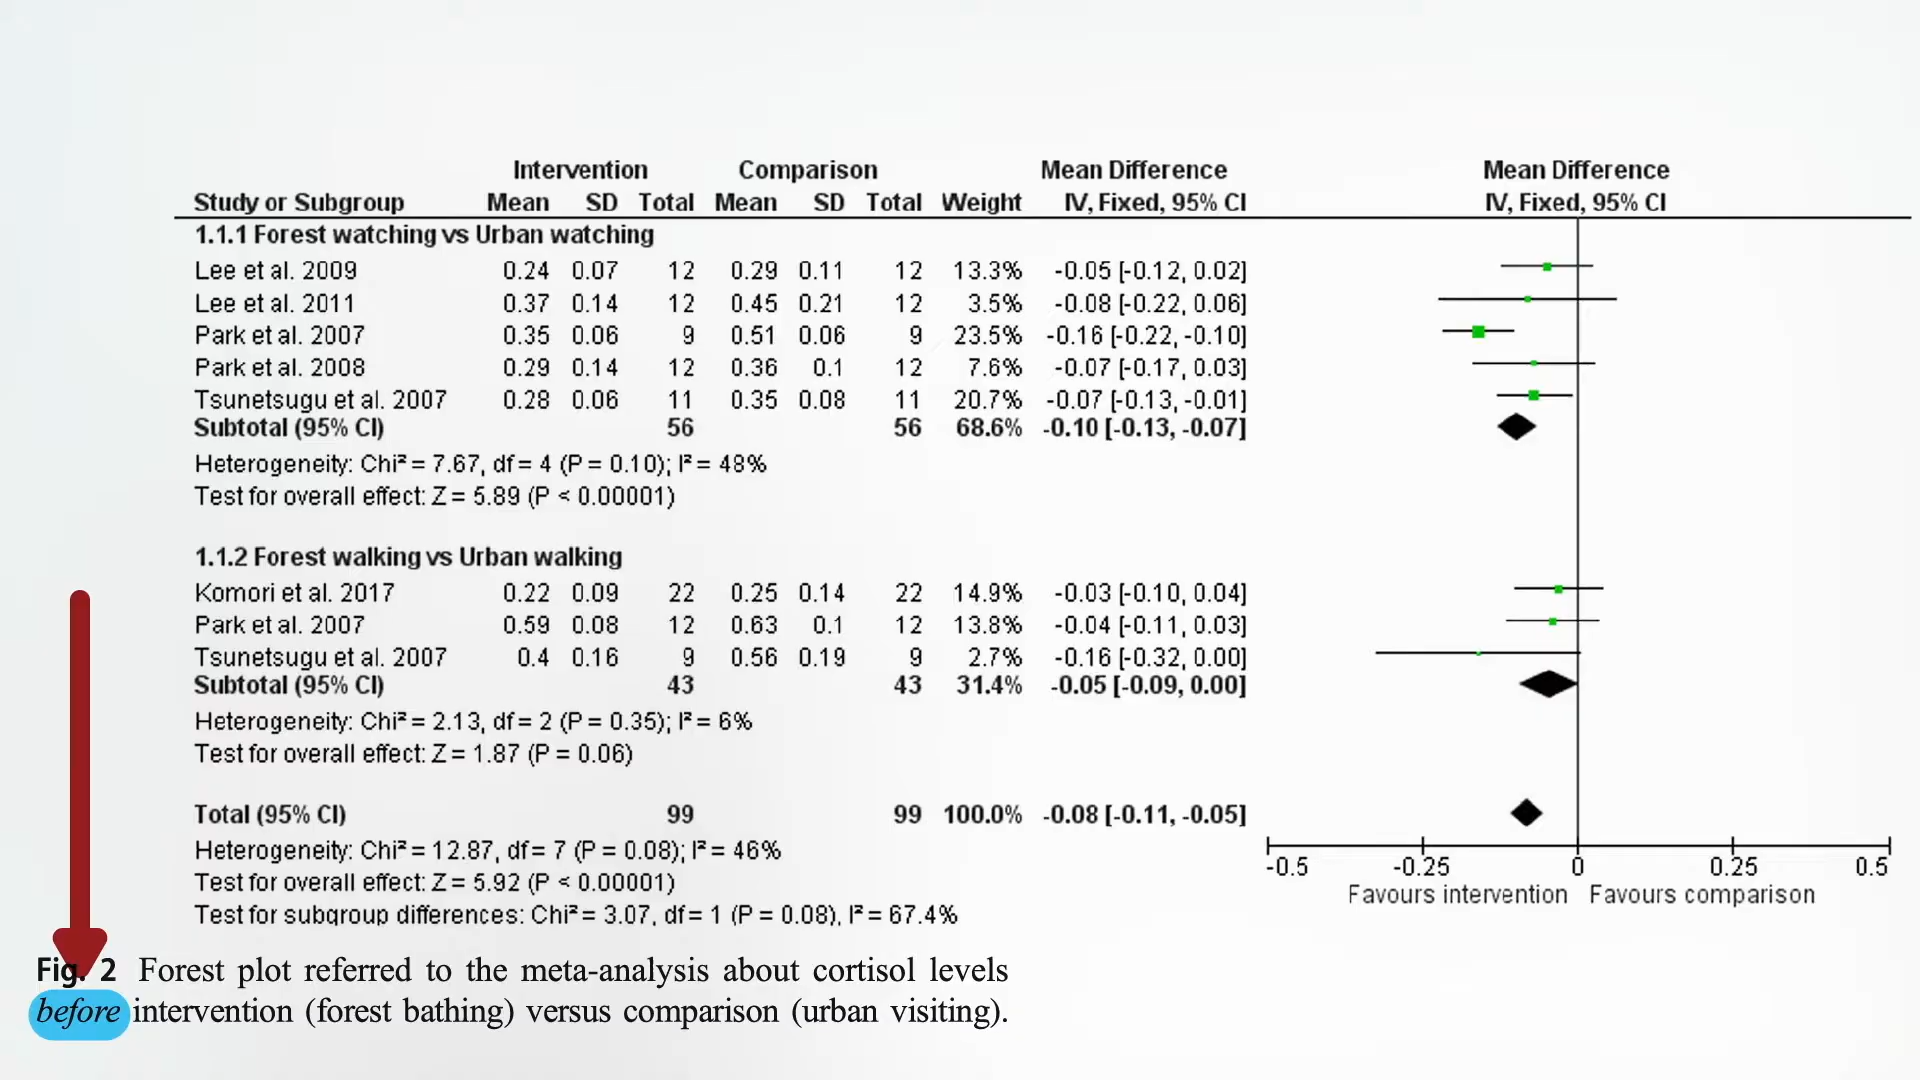 Intervention Comparison Mean Difference Mean Difference
Study or Subgroup Mean SD Total Mean SD Total Weight IV, Fixed, 95% CI IV, Fixed, 95% CI
1.1.1 Forest watching vs Urban watching
Lee et al. 2009 0.24 0.07 12 0.29 0.11 12 13.3% -0.05 [-0.12, 0.02]
Lee et al. 2011 0.37 0.14 12 0.45 0.21 12 3.5% -0.08 [-0.22, 0.06]
Park et al. 2007 0.35 0.06 9 0.51 0.06 9 23.5% -0.16 [-0.22, -0.10]
Park et al. 2008 0.29 0.14 12 0.36 0.1 12 7.6% -0.07 [-0.17, 0.03]
Tsunetsugu et al. 2007 0.28 0.06 11 0.35 0.08 11 20.7% -0.07 [-0.13, -0.01]
Subtotal (95% CI) 56 56 68.6% -0.10 [-0.13, -0.07]
Heterogeneity: Chi² = 7.67, df = 4 (P = 0.10); I² = 48%
Test for overall effect: Z = 5.89 (P < 0.00001)
1.1.2 Forest walking vs Urban walking
Komori et al. 2017 0.22 0.09 22 0.25 0.14 22 14.9% -0.03 [-0.10, 0.04]
Park et al. 2007 0.59 0.08 12 0.63 0.1 12 13.8% -0.04 [-0.11, 0.03]
Tsunetsugu et al. 2007 0.4 0.16 9 0.56 0.19 9 2.7% -0.16 [-0.32, 0.00]
Subtotal (95% CI) 43 43 31.4% -0.05 [-0.09, 0.00]
Heterogeneity: Chi² = 2.13, df = 2 (P = 0.35); I² = 6%
Test for overall effect: Z = 1.87 (P = 0.06)
Total (95% CI) 99 99 100.0% -0.08 [-0.11, -0.05]
Heterogeneity: Chi² = 12.87, df = 7 (P = 0.08); I² = 46%
Test for overall effect: Z = 5.92 (P < 0.00001)
Test for subgroup differences: Chi² = 3.07, df = 1 (P = 0.08), I² = 67.4%
-0.5 -0.25 0 0.25 0.5
Favours intervention Favours comparison
Fig. 2 Forest plot referred to the meta-analysis about cortisol levels
before intervention (forest bathing) versus comparison (urban visiting).